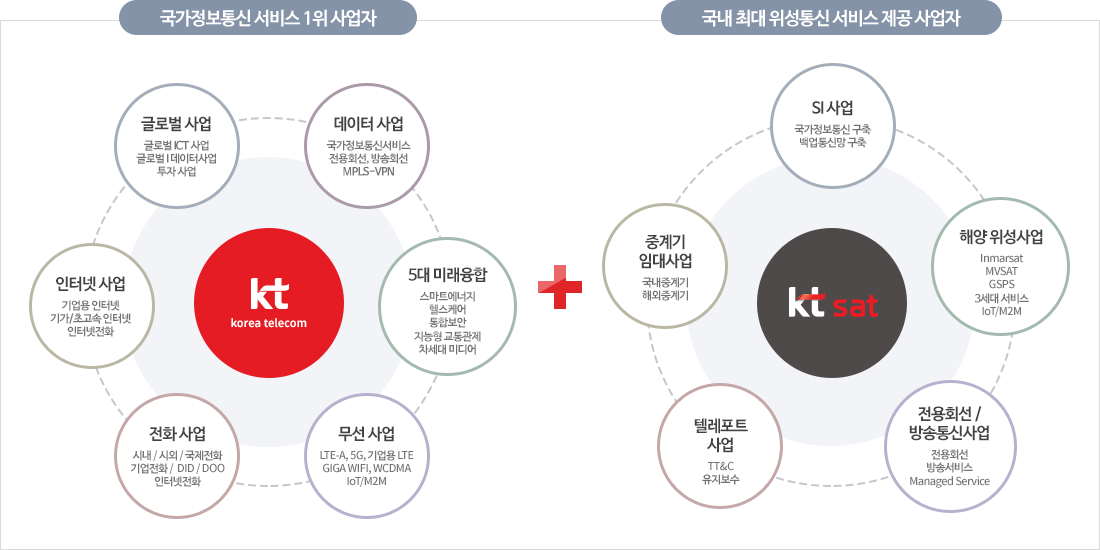 국가정보통신 서비스 1위 사업자
글로벌 사업
글로벌 ICT 사업
글로벌 I 데이터사업
투자 사업
데이터 사업
국가정보통신서비스
전용회선, 방송회선
MPLS-VPN
인터넷 사업
기업용 인터넷
기가/초고속 인터넷
인터넷전화
kt
korea telecom
5대 미래융합
스마트에너지
헬스케어
통합보안
지능형 교통관제
차세대 미디어
전화 사업
시내 / 시외 / 국제전화
기업전화 / DID / DOO
인터넷전화
무선 사업
LTE-A, 5G, 기업용 LTE
GIGA WIFI, WCDMA
IoT/M2M
국내 최대 위성통신 서비스 제공 사업자
SI 사업
국가정보통신 구축
백업통신망 구축
중계기
임대사업
국내중계기
해외중계기
kt sat
해양 위성사업
Inmarsat
MVSAT
GSPS
3세대 서비스
IoT/M2M
텔레포트
사업
TT&C
유지보수
전용회선 /
방송통신사업
전용회선
방송서비스
Managed Service